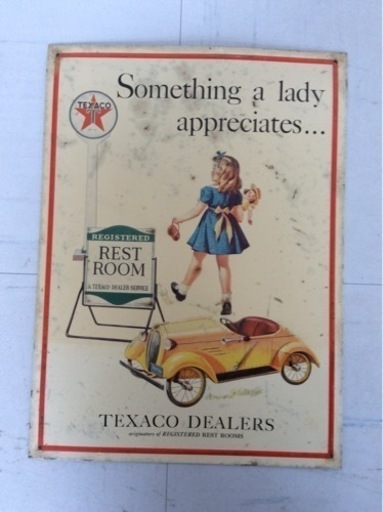 Something a lady
appreciates...
TEXACO
T
REGISTERED
REST
ROOM
A TEXACO DEALER SERVICE
TEXACO DEALERS
originators of REGISTERED REST ROOMS